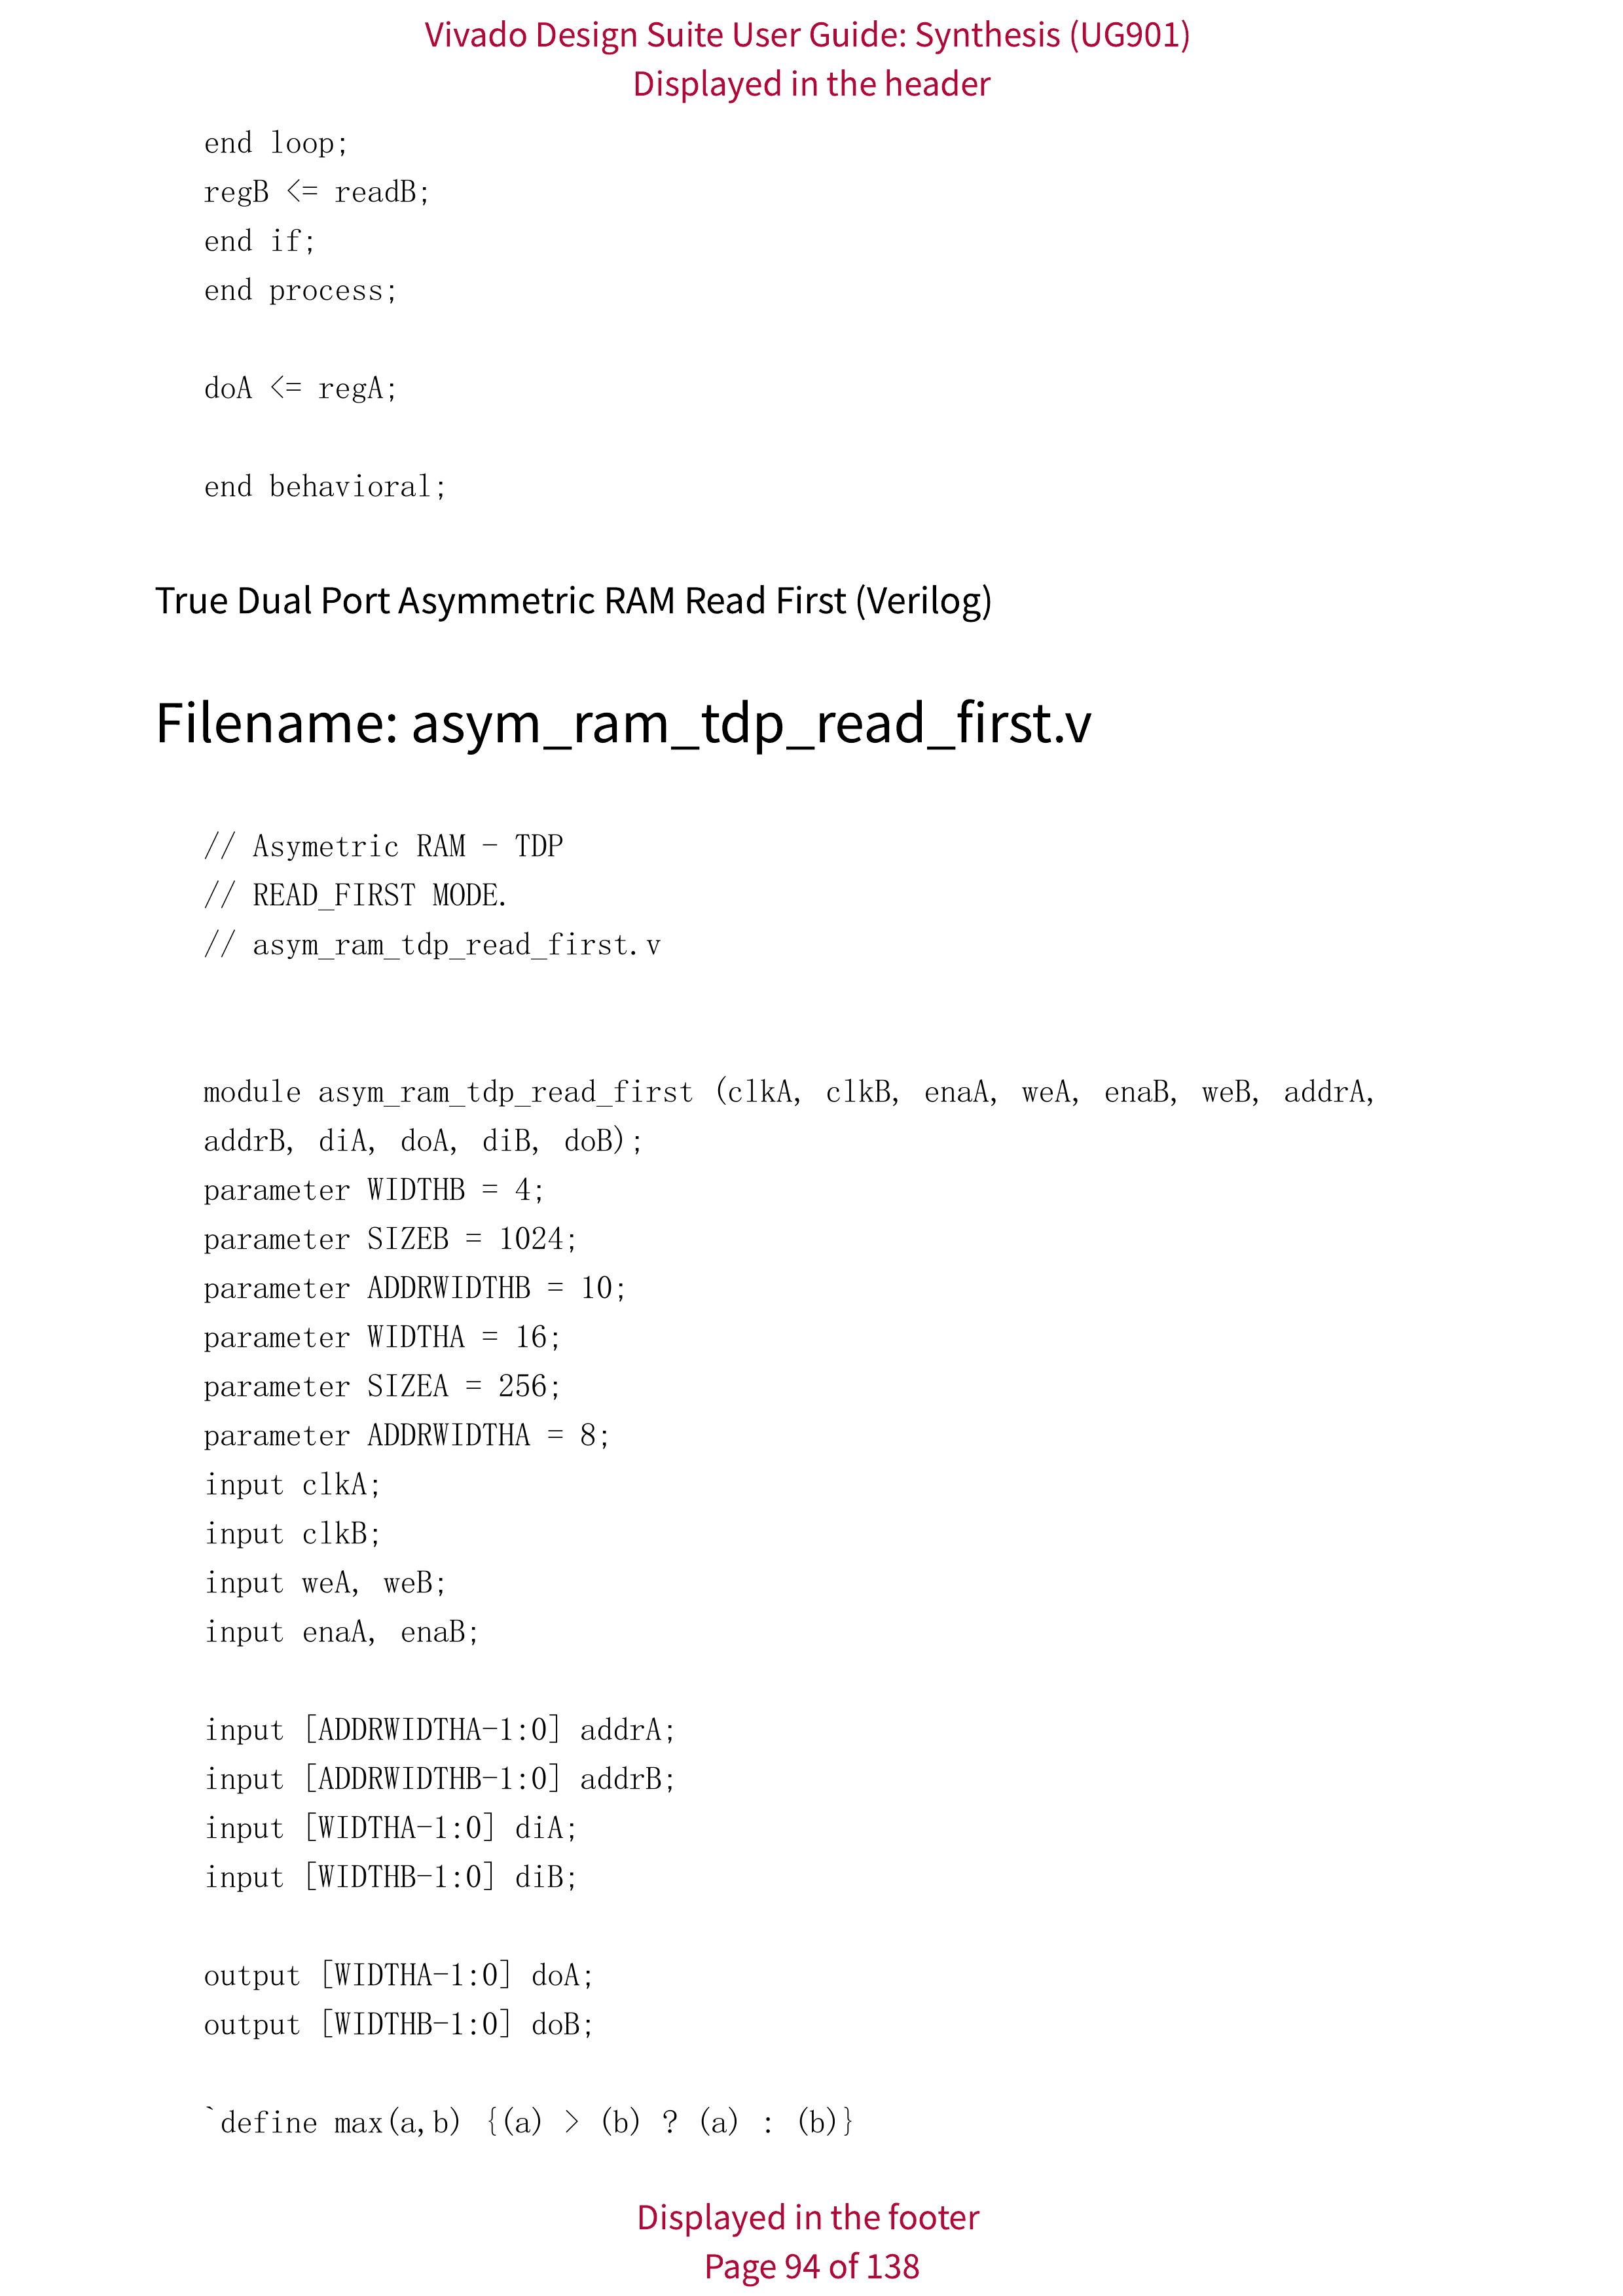 Vivado Design Suite User Guide: Synthesis (UG901)
Displayed in the header
end loop;
regB <= readB;
end if;
end process;
doA <= regA;
end behavioral;
True Dual Port Asymmetric RAM Read First (Verilog)
Filename: asym_ram_tdp_read_first.v
// Asymetric RAM - TDP
// READ_FIRST MODE.
// asym_ram_tdp_read_first.v
module asym_ram_tdp_read_first (clkA, clkB, enaA, weA, enaB, weB, addrA,
addrB, diA, doA, diB, doB);
parameter WIDTHB = 4;
parameter SIZEB = 1024;
parameter ADDRWIDTHB = 10;
parameter WIDTHA = 16;
parameter SIZEA = 256;
parameter ADDRWIDTHA = 8;
input clkA;
input clkB;
input weA, weB;
input enaA, enaB;
input [ADDRWIDTHA-1:0] addrA;
input [ADDRWIDTHB-1:0] addrB;
input [WIDTHA-1:0] diA;
input [WIDTHB-1:0] diB;
output [WIDTHA-1:0] doA;
output [WIDTHB-1:0] doB;
`define max(a,b) {(a) > (b) ? (a) : (b)}
Displayed in the footer
Page 94 of 138